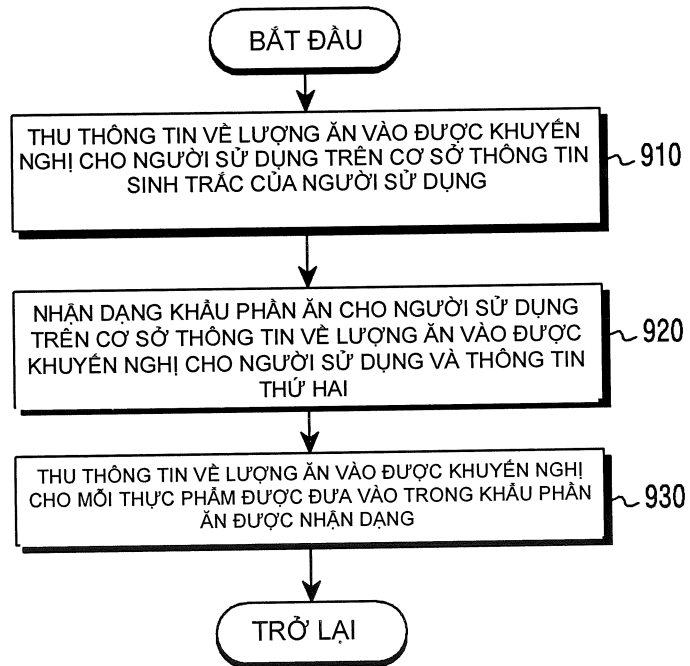 BẮT ĐẦU
THU THÔNG TIN VỀ LƯỢNG ĂN VÀO ĐƯỢC KHUYẾN
NGHỊ CHO NGƯỜI SỬ DỤNG TRÊN CƠ SỞ THÔNG TIN
SINH TRẮC CỦA NGƯỜI SỬ DỤNG
910
NHẬN DẠNG KHẨU PHẦN ĂN CHO NGƯỜI SỬ DỤNG
TRÊN CƠ SỞ THÔNG TIN VỀ LƯỢNG ĂN VÀO ĐƯỢC
KHUYẾN NGHỊ CHO NGƯỜI SỬ DỤNG VÀ THÔNG TIN
THỨ HAI
920
THU THÔNG TIN VỀ LƯỢNG ĂN VÀO ĐƯỢC KHUYẾN NGHỊ
CHO MỖI THỰC PHẨM ĐƯỢC ĐƯA VÀO TRONG KHẨU PHẦN
ĂN ĐƯỢC NHẬN DẠNG
930
TRỞ LẠI